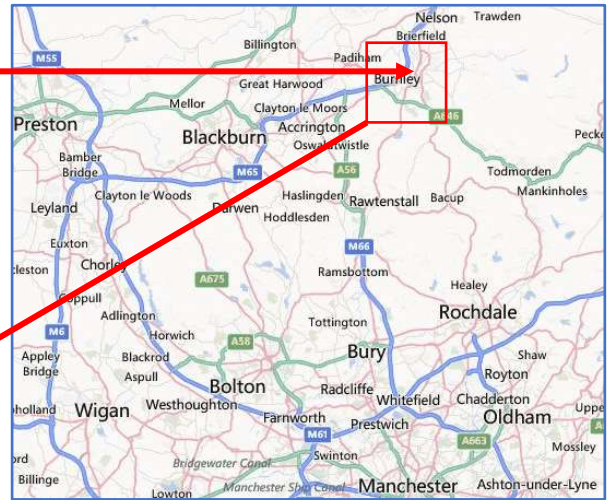 Nelson Trawden
Brierfield
Billington
Padiham
M55
Burnley
Great Harwood
Mellor
Clayton le Moors
A646
Preston
Accrington
Blackburn
Oswaldtwistle
Bamber
Bridge
A56
Todmorden
M65
Mankinholes
Clayton le Woods
Haslingden
Leyland
Darwen
Rawtenstall
Bacup
Hoddlesden
Euxton
M66
Chorley
Ramsbottom
A675
Healey
Coppull
Rochdale
Adlington
Tottington
M6
Horwich
A58
Bury
Shaw
Appley
Bridge
Blackrod
Royton
Aspull
Bolton
Radcliffe
Chadderton
Whitefield
Wigan
Westhoughton
Oldham
Farnworth
Prestwich
M61
A663
Mossley
Swinton
Bridgewater Canal
Billinge
Manchester Ship Canal
Manchester
Ashton-under-Lyne
Lowton